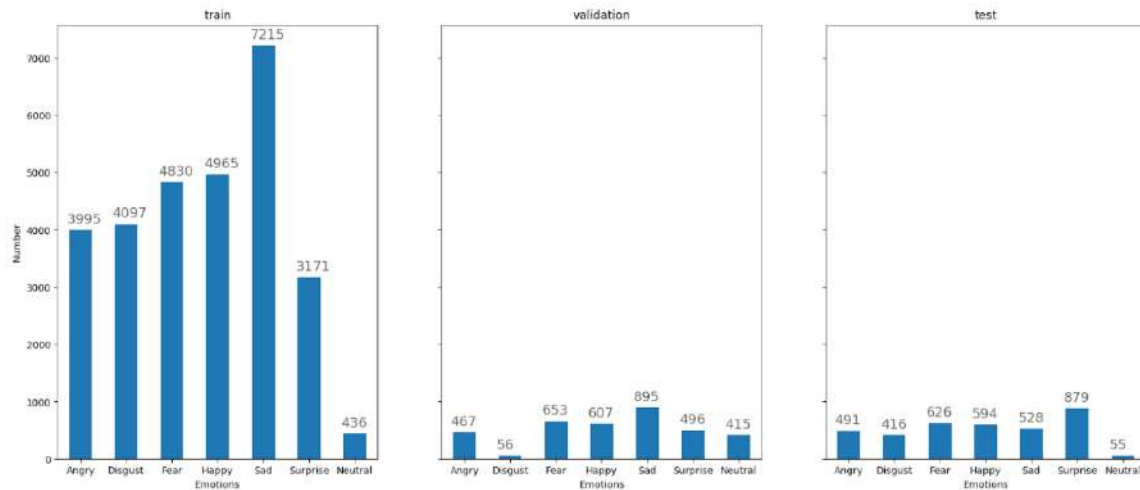 train
7215
7000
6000
5000
4965
4830
4097
3995
4000
3171
3000
2000
1000
436
0
Number
Angry Disgust Fear Happy Sad Surprise Neutral
Emotions
validation
467
56
653
607
895
496
415
Angry Disgust Fear Happy Sad Surprise Neutral
Emotions
test
491
416
626
594
528
879
55
Angry Disgust Fear Happy Sad Surprise Neutral
Emotions